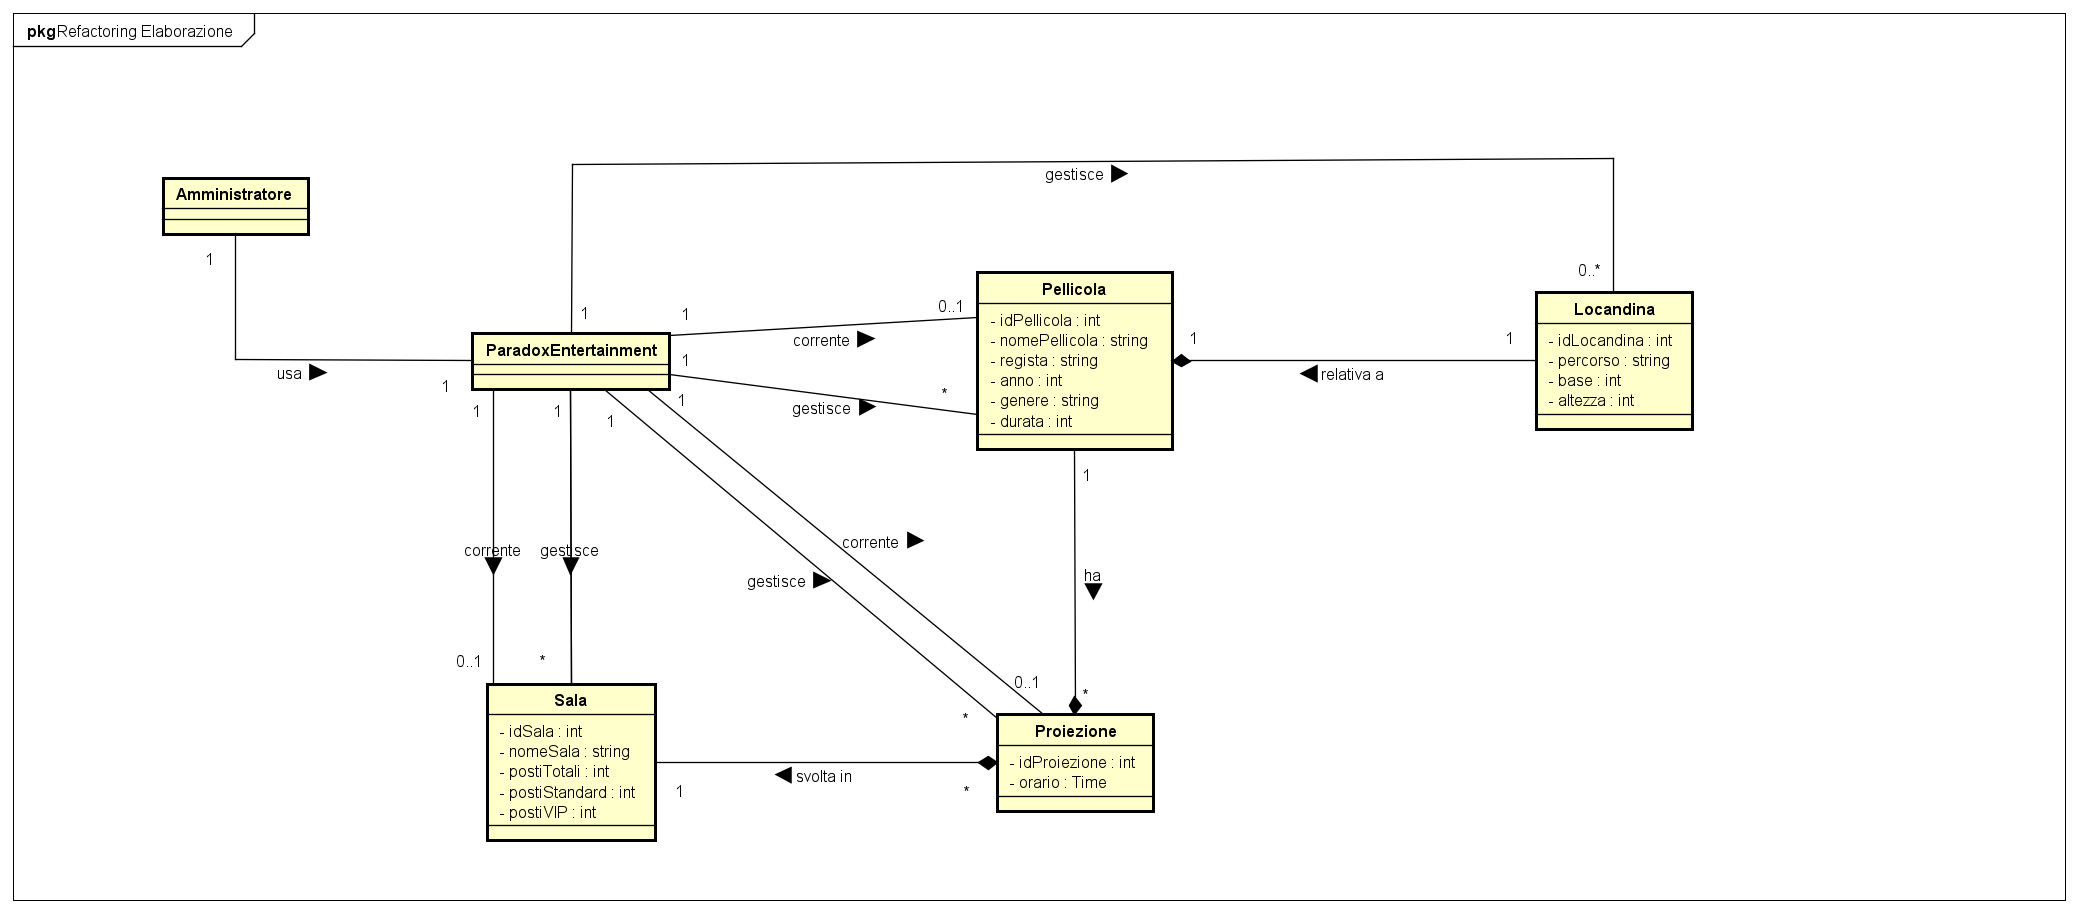 pkg Refactoring Elaborazione
gestisce
Amministratore
1
0..*
1
1
0..1
corrente
1
gestisce
*
usa
1
ParadoxEntertainment
Pellicola
- idPellicola : int
- nomePellicola : string
- regista : string
- anno : int
- genere : string
- durata : int
1
1
relativa a
Locandina
- idLocandina : int
- percorso : string
- base : int
- altezza : int
1
1
1
1
1
corrente
gestisce
corrente
gestisce
ha
0..1
*
0..1
*
*
Sala
- idSala : int
- nomeSala : string
- postiTotali : int
- postiStandard : int
- postiVIP : int
svolta in
1
*
Proiezione
- idProiezione : int
- orario : Time